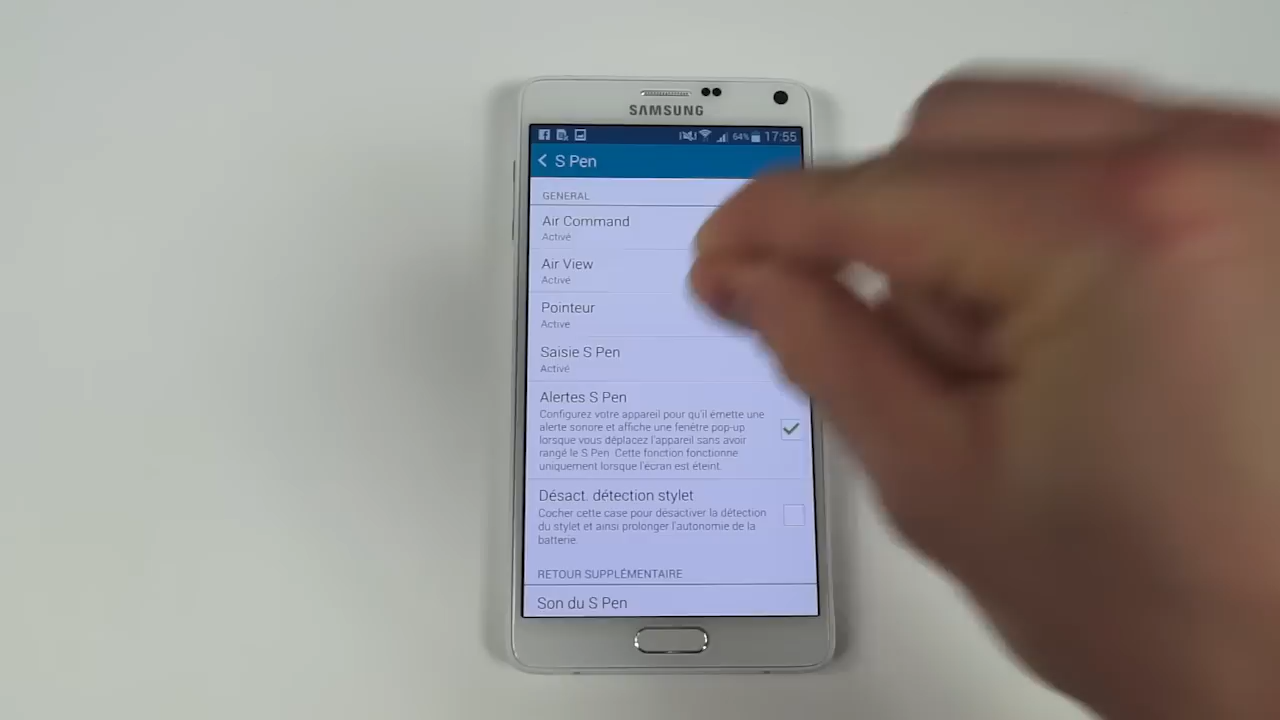 SAMSUNG
64% 17:55
S Pen
GENERAL
Air Command
Activé
Air View
Activé
Pointeur
Activé
Saisie S Pen
Activé
Alertes S Pen
Configurez votre appareil pour qu'il émette une
alerte sonore et affiche une fenêtre pop-up
lorsque vous déplacez l'appareil sans avoir
rangé le S Pen. Cette fonction fonctionne
uniquement lorsque l'écran est éteint.
Désact. détection stylet
Cocher cette case pour désactiver la détection
du stylet et ainsi prolonger l'autonomie de la
batterie.
RETOUR SUPPLÉMENTAIRE
Son du S Pen